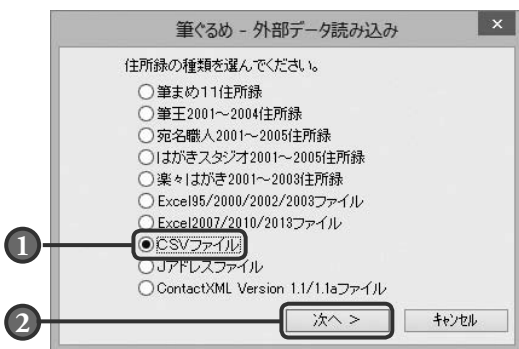 筆ぐるめ - 外部データ読み込み
×
住所録の種類を選んでください。
筆まめ11住所録
筆王2001～2004住所録
宛名職人2001～2005住所録
はがきスタジオ2001～2005住所録
楽々はがき2001～2003住所録
Excel95/2000/2002/2003ファイル
Excel2007/2010/2013ファイル
1
CSVファイル
Jアドレスファイル
ContactXML Version 1.1/1.1aファイル
2
次へ >
キャンセル